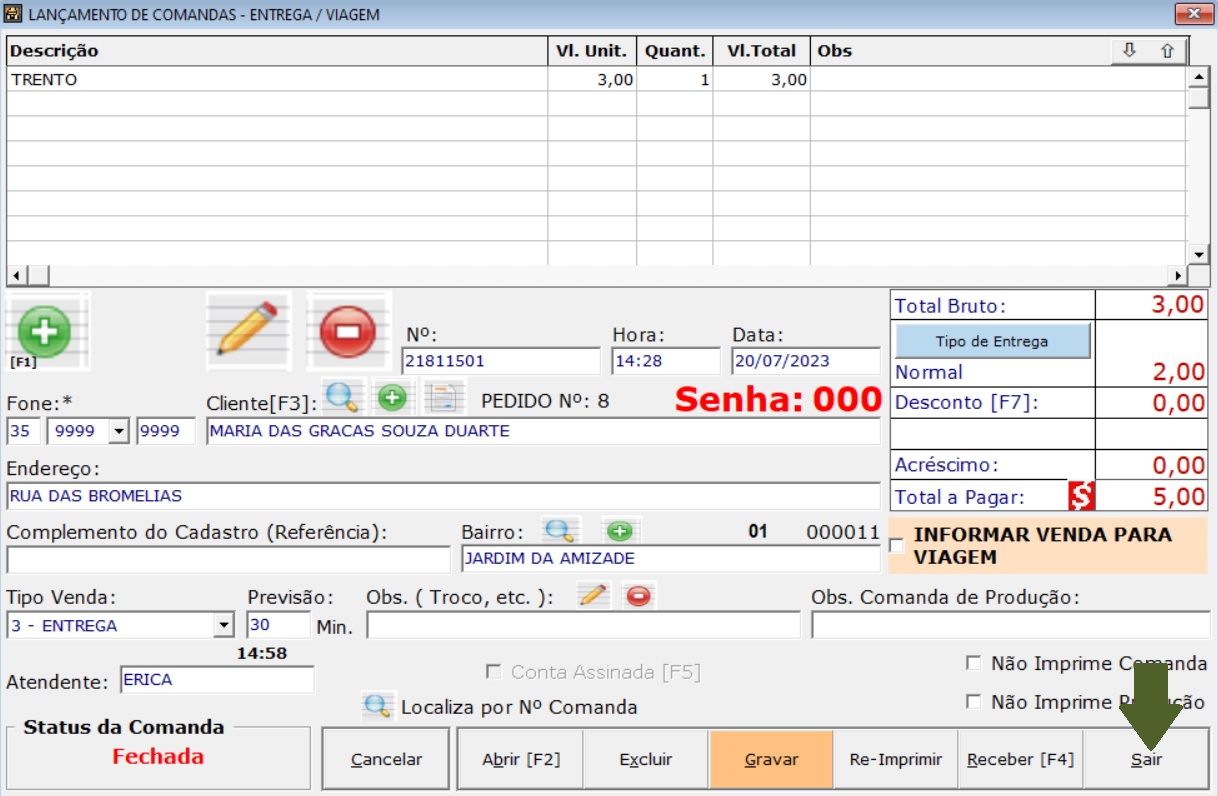 LANÇAMENTO DE COMANDAS - ENTREGA / VIAGEM
Descrição Vl. Unit. Quant. Vl.Total Obs
TRENTO 3,00 1 3,00
[F1]
Nº: Hora: Data:
21811501 14:28 20/07/2023
Total Bruto: 3,00
Tipo de Entrega
Normal 2,00
Desconto [F7]: 0,00
Acréscimo: 0,00
Total a Pagar: $ 5,00
Fone:* Cliente[F3]: PEDIDO Nº: 8 Senha: 000
35 9999 9999 MARIA DAS GRACAS SOUZA DUARTE
Endereço:
RUA DAS BROMELIAS
Complemento do Cadastro (Referência): Bairro: 01 000011
JARDIM DA AMIZADE
INFORMAR VENDA PARA
VIAGEM
Tipo Venda: Previsão: Obs. ( Troco, etc. ): Obs. Comanda de Produção:
3 - ENTREGA 30 Min.
14:58
Atendente: ERICA
Conta Assinada [F5]
Não Imprime Comanda
Localiza por Nº Comanda
Não Imprime Produção
Status da Comanda
Fechada
Cancelar Abrir [F2] Excluir Gravar Re-Imprimir Receber [F4] Sair